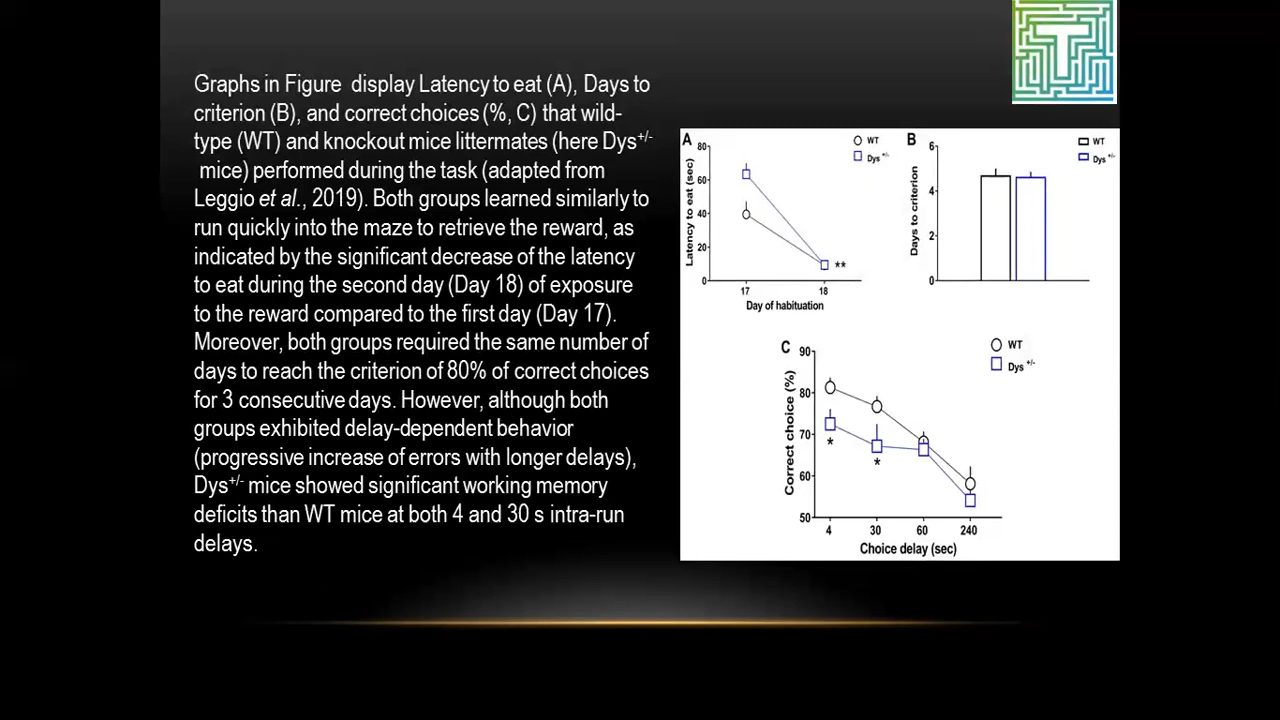 Graphs in Figure display Latency to eat (A), Days to
criterion (B), and correct choices (%, C) that wild-
type (WT) and knockout mice littermates (here Dys+/-
mice) performed during the task (adapted from
Leggio et al., 2019). Both groups learned similarly to
run quickly into the maze to retrieve the reward, as
indicated by the significant decrease of the latency
to eat during the second day (Day 18) of exposure
to the reward compared to the first day (Day 17).
Moreover, both groups required the same number of
days to reach the criterion of 80% of correct choices
for 3 consecutive days. However, although both
groups exhibited delay-dependent behavior
(progressive increase of errors with longer delays),
Dys+/- mice showed significant working memory
deficits than WT mice at both 4 and 30 s intra-run
delays.
T
A
WT
Dys +/-
Latency to eat (sec)
80
60
40
20
0
**
17
18
Day of habituation
B
WT
Dys +/-
Days to criterion
6
4
2
0
C
WT
Dys +/-
Correct choice (%)
90
80
70
60
50
*
*
4
30
60
240
Choice delay (sec)